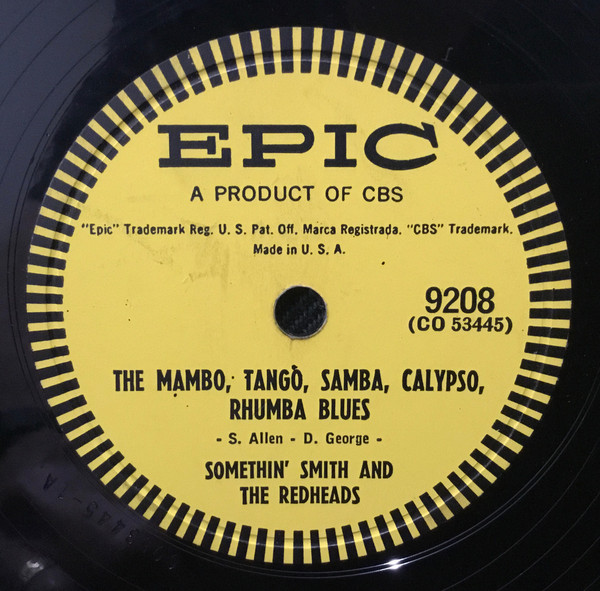 EPIC
A PRODUCT OF CBS
"Epic" Trademark Reg. U. S. Pat. Off. Marca Registrada. "CBS" Trademark.
Made in U. S. A.
9208
(CO 53445)
THE MAMBO, TANGO, SAMBA, CALYPSO,
RHUMBA BLUES
- S. Allen - D. George -
SOMETHIN' SMITH AND
THE REDHEADS